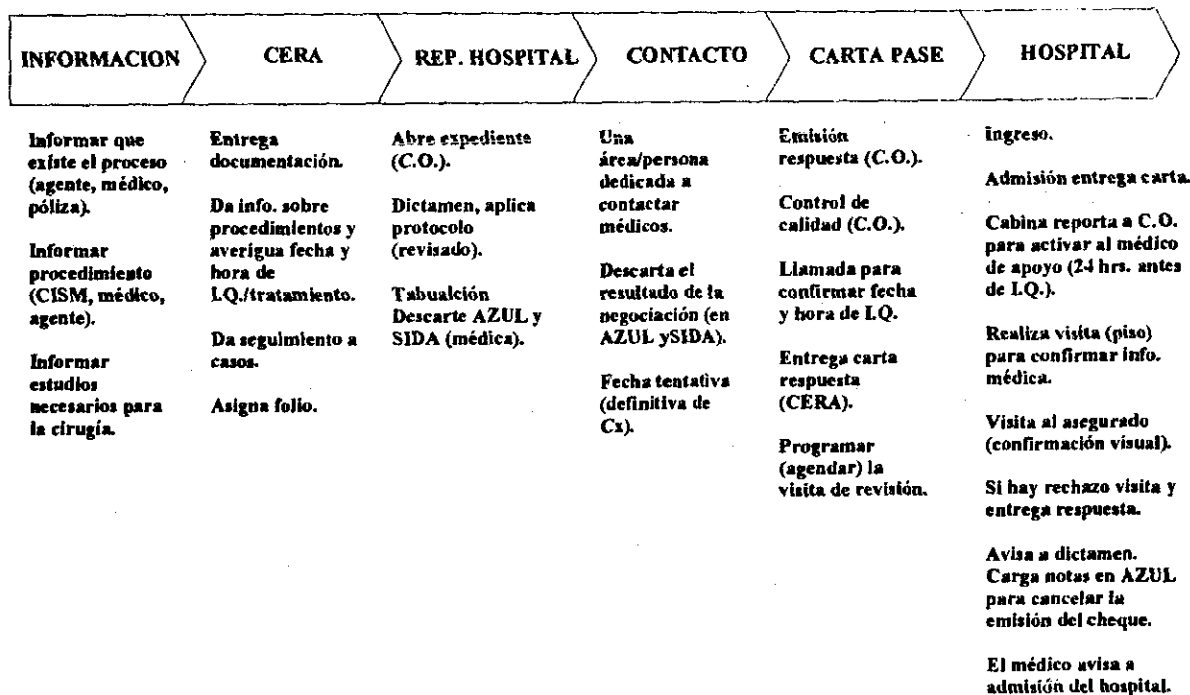 INFORMACION
CERA
REP. HOSPITAL
CONTACTO
CARTA PASE
HOSPITAL
Informar que
existe el proceso
(agente, médico,
póliza).
Informar
procedimiento
(CISM, médico,
agente).
Informar
estudios
necesarios para
la cirugía.
Entrega
documentación.
Da info. sobre
procedimientos y
averigua fecha y
hora de
I.Q./tratamiento.
Da seguimiento a
casos.
Asigna folio.
Abre expediente
(C.O.).
Dictamen, aplica
protocolo
(revisado).
Tabualción
Descarte AZUL y
SIDA (médica).
Una
área/persona
dedicada a
contactar
médicos.
Descarta el
resultado de la
negociación (en
AZUL ySIDA).
Fecha tentativa
(definitiva de
Cx).
Emisión
respuesta (C.O.).
Control de
calidad (C.O.).
Llamada para
confirmar fecha
y hora de I.Q.
Entrega carta
respuesta
(CERA).
Programar
(agendar) la
visita de revisión.
ingreso.
Admisión entrega carta.
Cabina reporta a C.O.
para activar al médico
de apoyo (24 hrs. antes
de I.Q.).
Realiza visita (piso)
para confirmar info.
médica.
Visita al asegurado
(confirmación visual).
Si hay rechazo visita y
entrega respuesta.
Avisa a dictamen.
Carga notas en AZUL
para cancelar la
emisión del cheque.
El médico avisa a
admisión del hospital.